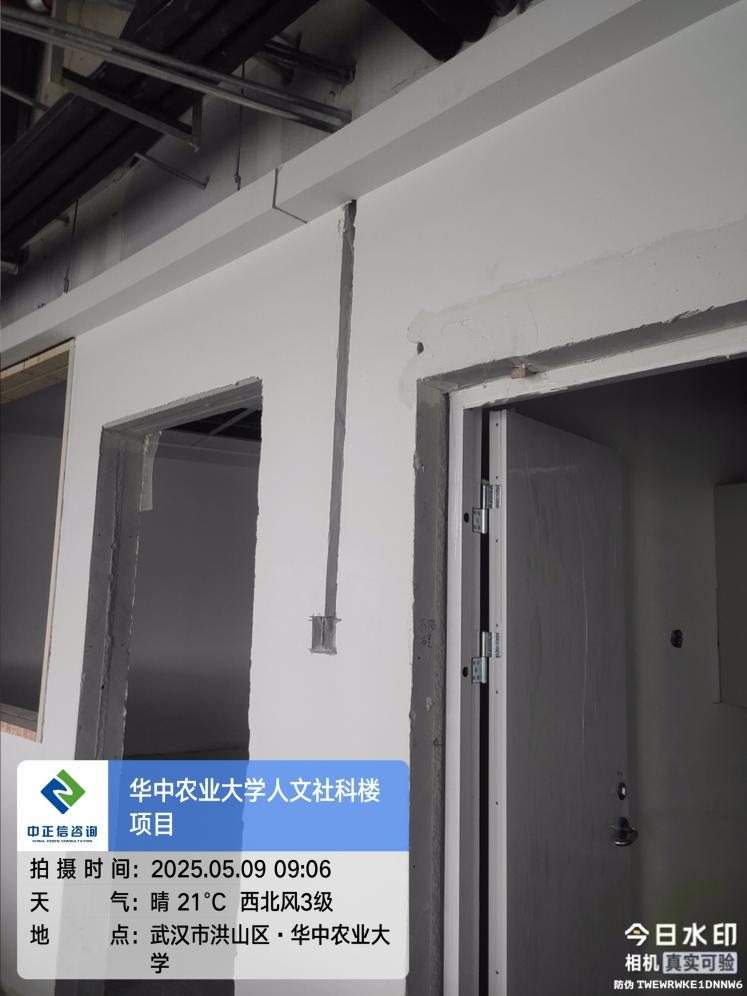 中正信咨询
CHINA ZEXIN CONSULTATION
华中农业大学人文社科楼
项目
拍摄时间: 2025.05.09 09:06
天气: 晴 21°C 西北风3级
地点: 武汉市洪山区·华中农业大
学
今日水印
相机 真实可验
防伪 TWEWRWKE1DNNW6